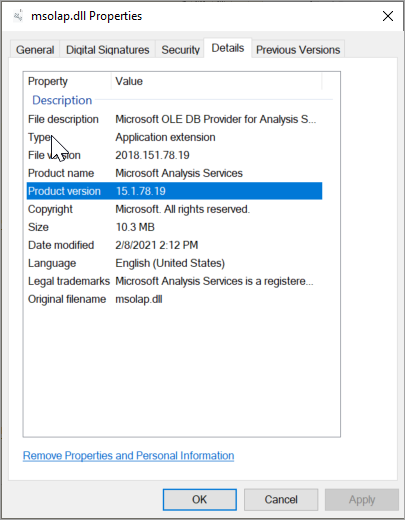 msolap.dll Properties
General Digital Signatures Security Details Previous Versions
Property Value
Description
File description Microsoft OLE DB Provider for Analysis S...
Type Application extension
File version 2018.151.78.19
Product name Microsoft Analysis Services
Product version 15.1.78.19
Copyright Microsoft. All rights reserved.
Size 10.3 MB
Date modified 2/8/2021 2:12 PM
Language English (United States)
Legal trademarks Microsoft Analysis Services is a registere...
Original filename msolap.dll
Remove Properties and Personal Information
OK Cancel Apply